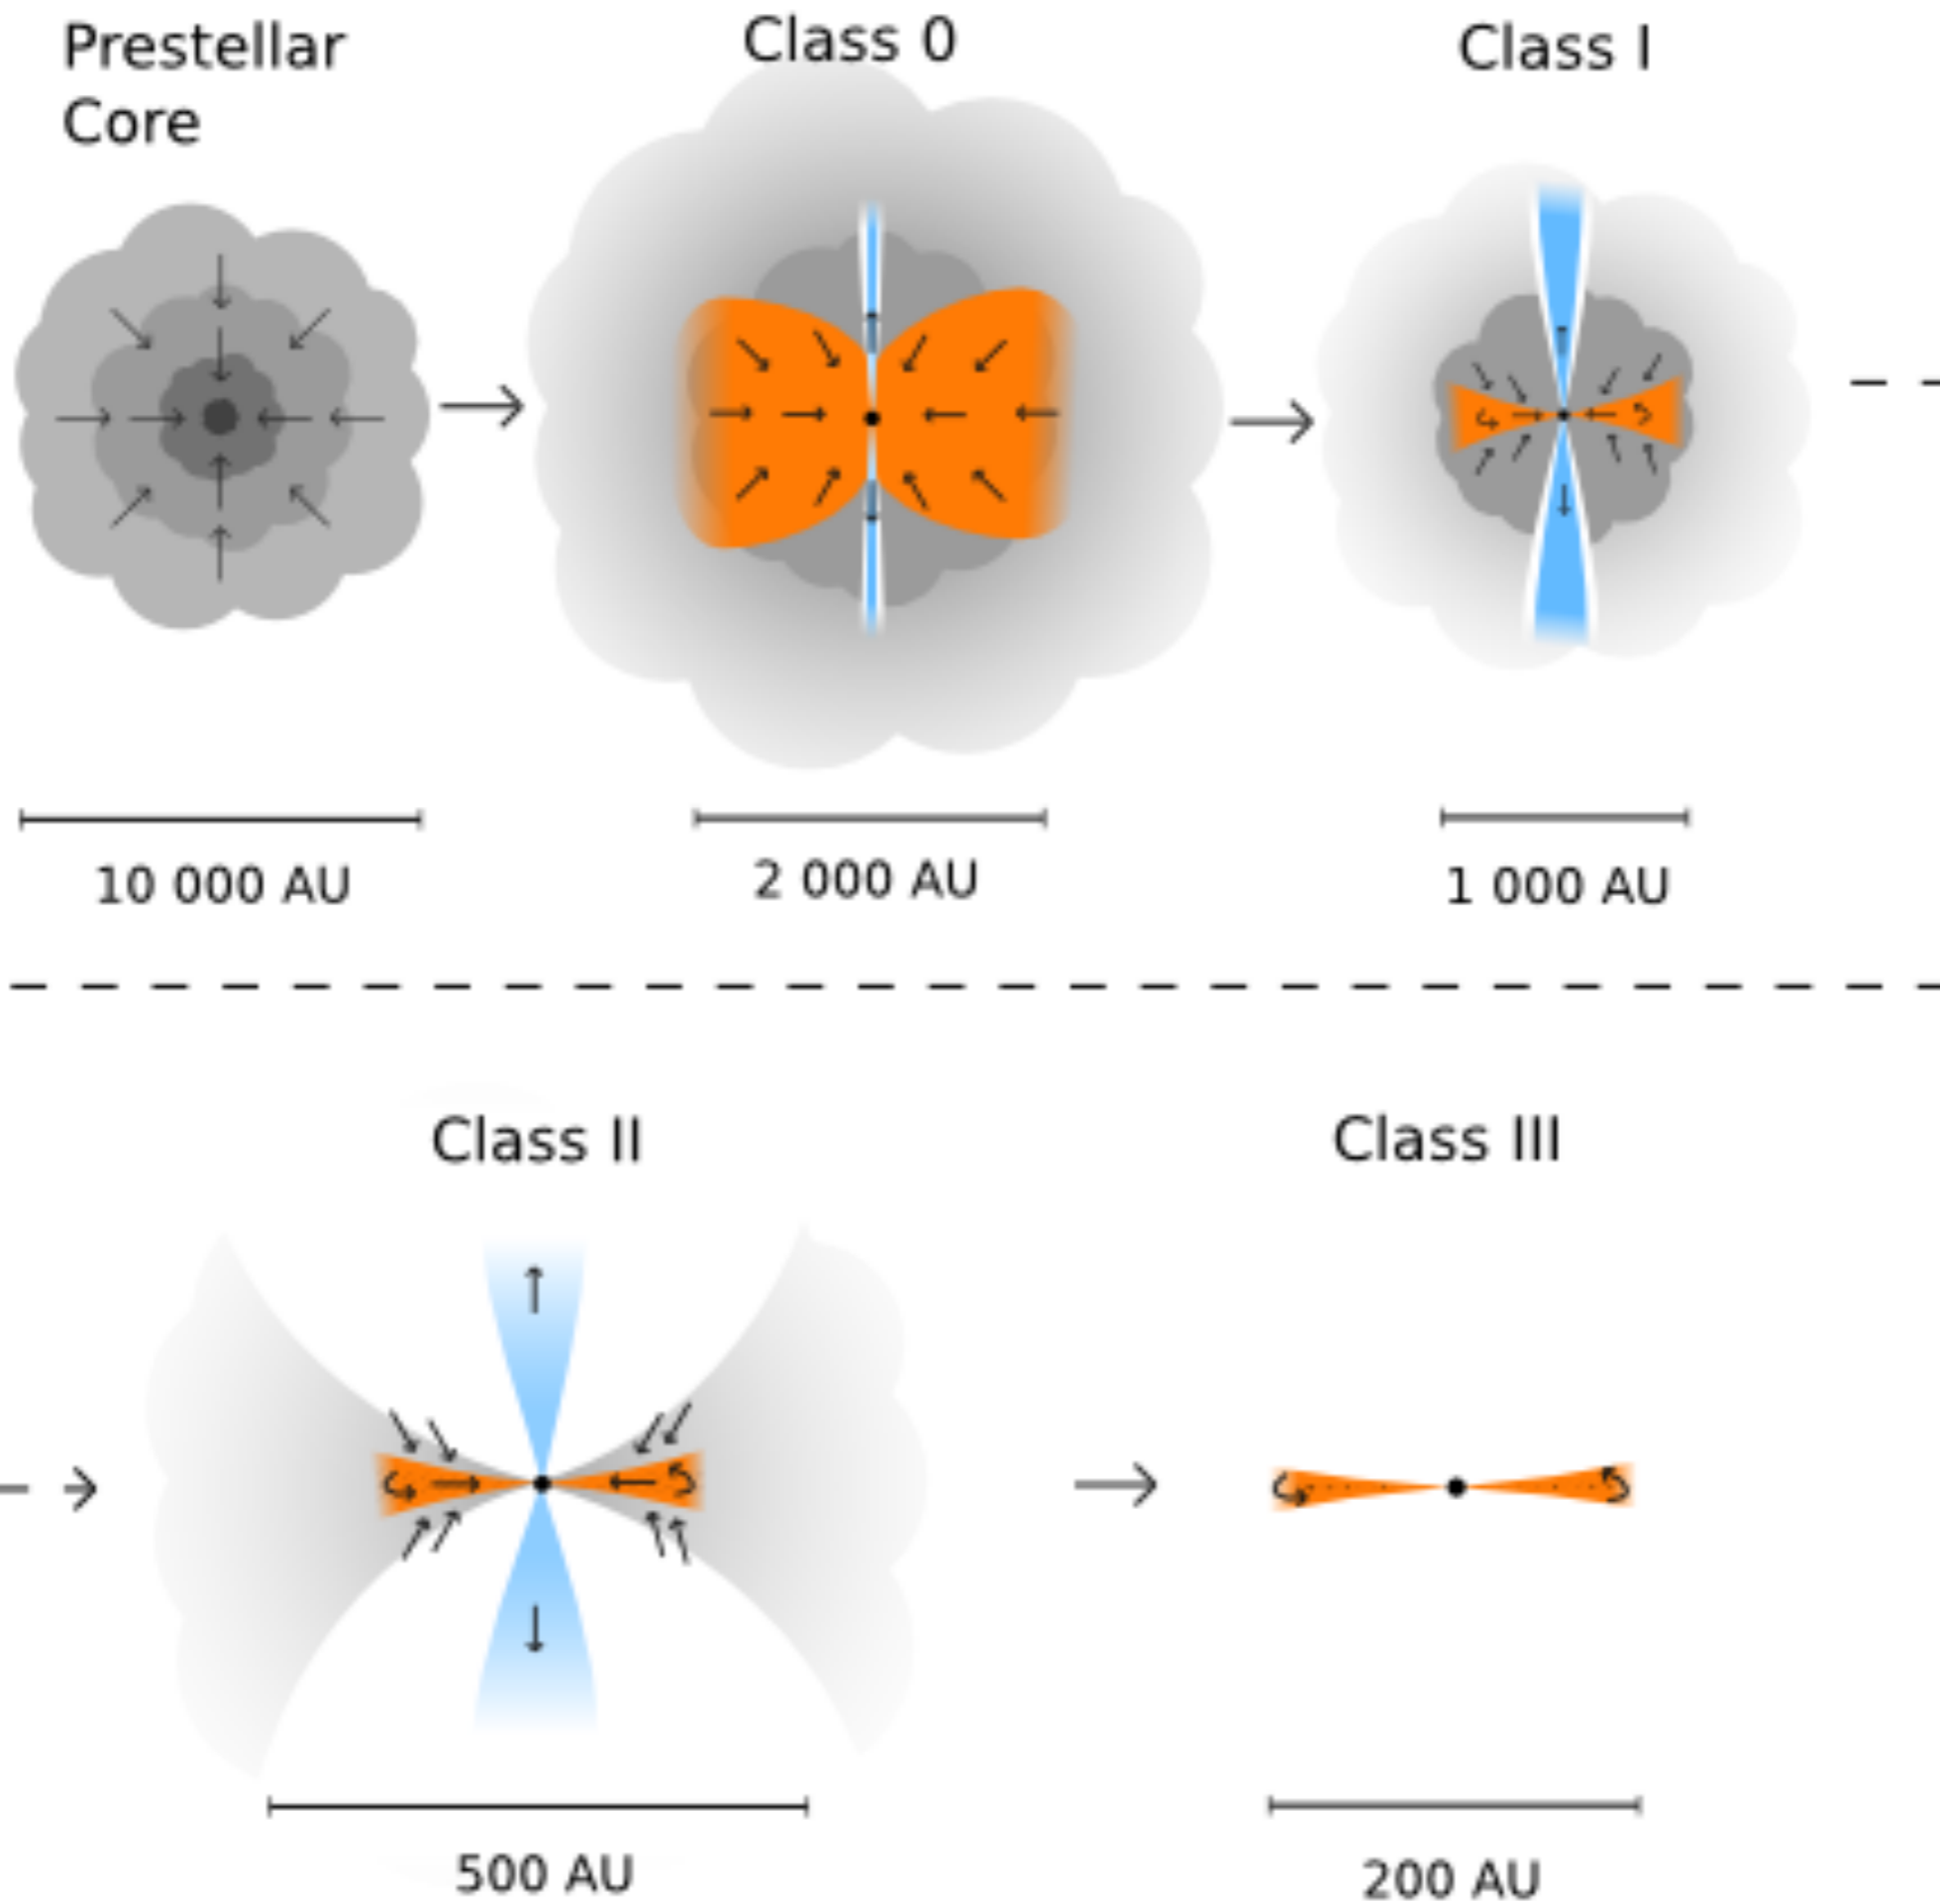 Prestellar
Core
Class 0
Class I
10 000 AU
2 000 AU
1 000 AU
Class II
Class III
500 AU
200 AU